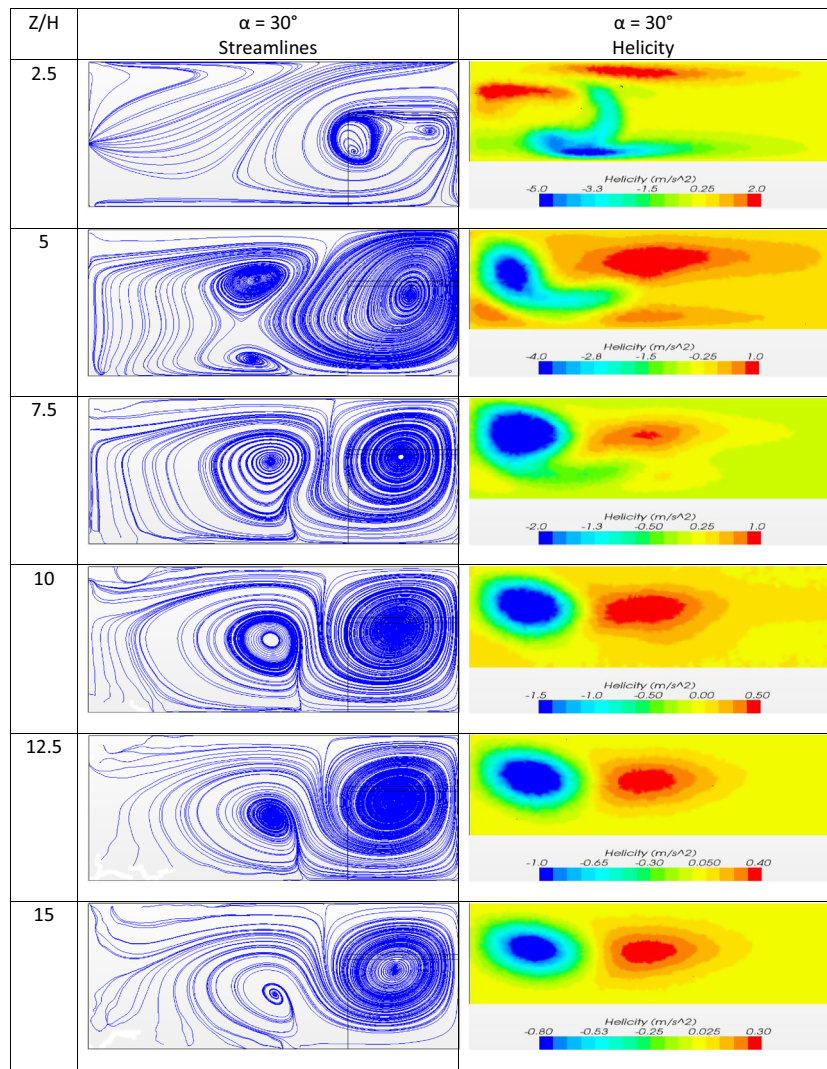 Z/H
α = 30°
Streamlines
α = 30°
Helicity
2.5
Helicity (m/s^2)
-5.0 -3.3 -1.5 0.25 2.0
5
Helicity (m/s^2)
-4.0 -2.8 -1.5 -0.25 1.0
7.5
Helicity (m/s^2)
-2.0 -1.3 -0.50 0.25 1.0
10
Helicity (m/s^2)
-1.5 -1.0 -0.50 0.00 0.50
12.5
Helicity (m/s^2)
-1.0 -0.65 -0.30 0.050 0.40
15
Helicity (m/s^2)
-0.80 -0.53 -0.25 0.025 0.30